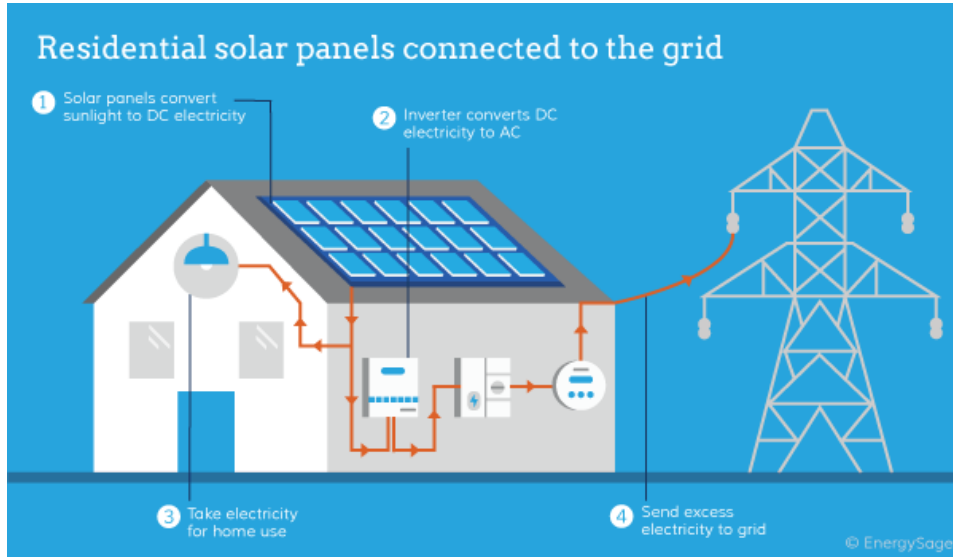 Residential solar panels connected to the grid
1 Solar panels convert
sunlight to DC electricity
2 Inverter converts DC
electricity to AC
3 Take electricity
for home use
4 Send excess
electricity to grid
© EnergySage